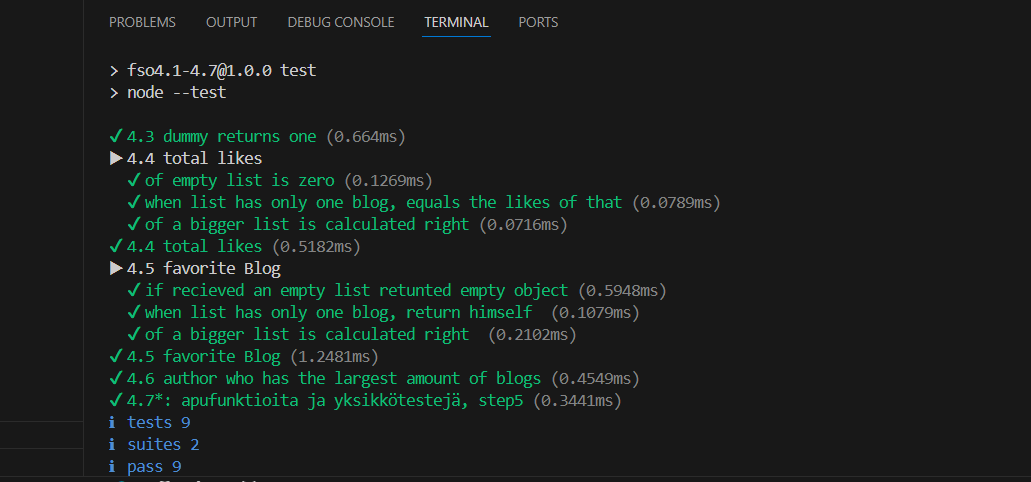 PROBLEMS OUTPUT DEBUG CONSOLE TERMINAL PORTS
> fso4.1-4.7@1.0.0 test
> node --test
✔ 4.3 dummy returns one (0.664ms)
▶ 4.4 total likes
✔ of empty list is zero (0.1269ms)
✔ when list has only one blog, equals the likes of that (0.0789ms)
✔ of a bigger list is calculated right (0.0716ms)
✔ 4.4 total likes (0.5182ms)
▶ 4.5 favorite Blog
✔ if recieved an empty list retunted empty object (0.5948ms)
✔ when list has only one blog, return himself  (0.1079ms)
✔ of a bigger list is calculated right  (0.2102ms)
✔ 4.5 favorite Blog (1.2481ms)
✔ 4.6 author who has the largest amount of blogs (0.4549ms)
✔ 4.7*: apufunktioita ja yksikkötestejä, step5 (0.3441ms)
ℹ tests 9
ℹ suites 2
ℹ pass 9